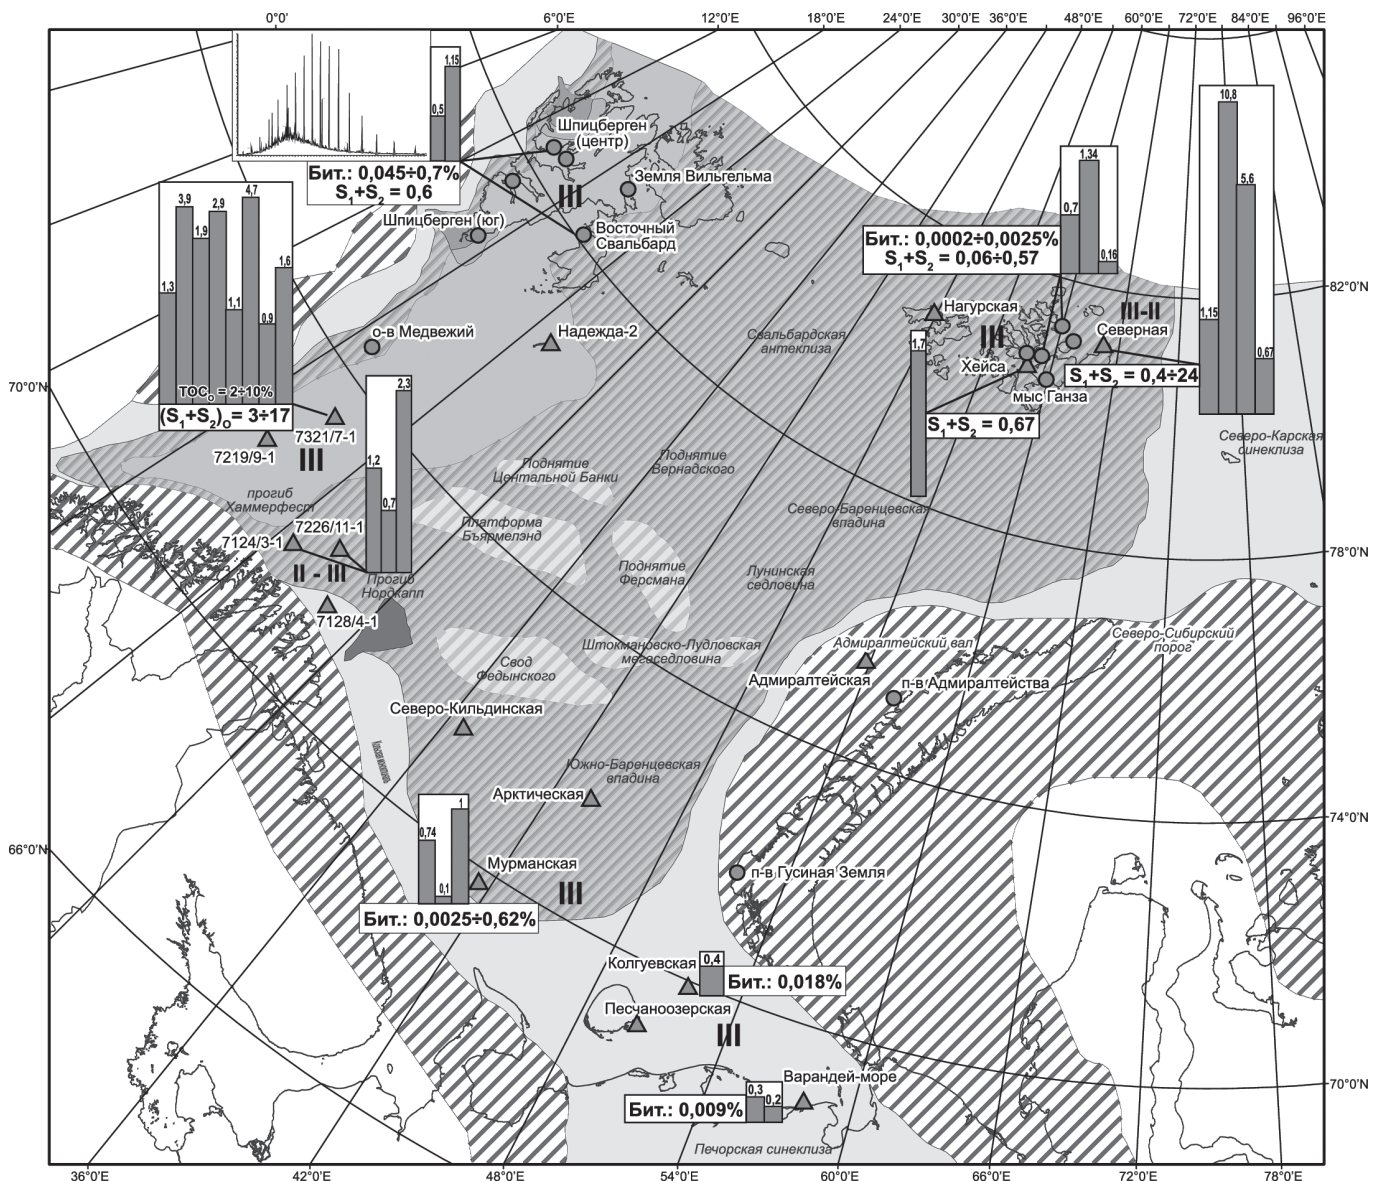 0°0'
6°0'E
12°0'E
18°0'E
24°0'E
30°0'E
36°0'E
48°0'E
60°0'E
72°0'E
84°0'E
96°0'E
0,5
1,15
Бит.: 0,045÷0,7%
S1+S2 = 0,6
Шпицберген
(центр)
Земля Вильгельма
III
Шпицберген (юг)
Восточный
Свальбард
1,3
3,9
1,9
2,9
1,1
4,7
0,9
1,6
TOCo = 2÷10%
(S1+S2)o = 3÷17
о-в Медвежий
Надежда-2
Бит.: 0,0002÷0,0025%
S1+S2 = 0,06÷0,57
0,7
1,34
0,16
1,15
10,8
5,6
0,67
82°0'N
Нагурская
III
III-II
Северная
Хейса
S1+S2 = 0,4÷24
мыс Ганза
1,7
S1+S2 = 0,67
Свальбардская
антеклиза
Северо-Карская
синеклиза
70°0'N
7321/7-1
7219/9-1
III
1,2
0,7
2,3
прогиб
Хаммерфест
Поднятие
Центральной Банки
Поднятие
Вернадского
Северо-Баренцевская
впадина
7226/11-1
7124/3-1
II - III
Прогиб
Нордкапп
7128/4-1
Платформа
Бъярмелэнд
Поднятие
Ферсмана
Лунинская
седловина
78°0'N
Штокмановско-Лудловская
мегаседловина
Свод
Федынского
Адмиралтейский вал
Адмиралтейская
п-в Адмиралтейства
Северо-Сибирский
порог
Северо-Кильдинская
Южно-Баренцевская
впадина
Арктическая
74°0'N
66°0'N
0,74
0,1
1
Мурманская
III
Бит.: 0,0025÷0,62%
п-в Гусиная Земля
Колгуевская
0,4
Бит.: 0,018%
Песчаноозерская
III
70°0'N
Варандей-море
0,3
0,2
Бит.: 0,009%
Печорская синеклиза
36°0'E
42°0'E
48°0'E
54°0'E
60°0'E
66°0'E
72°0'E
78°0'E